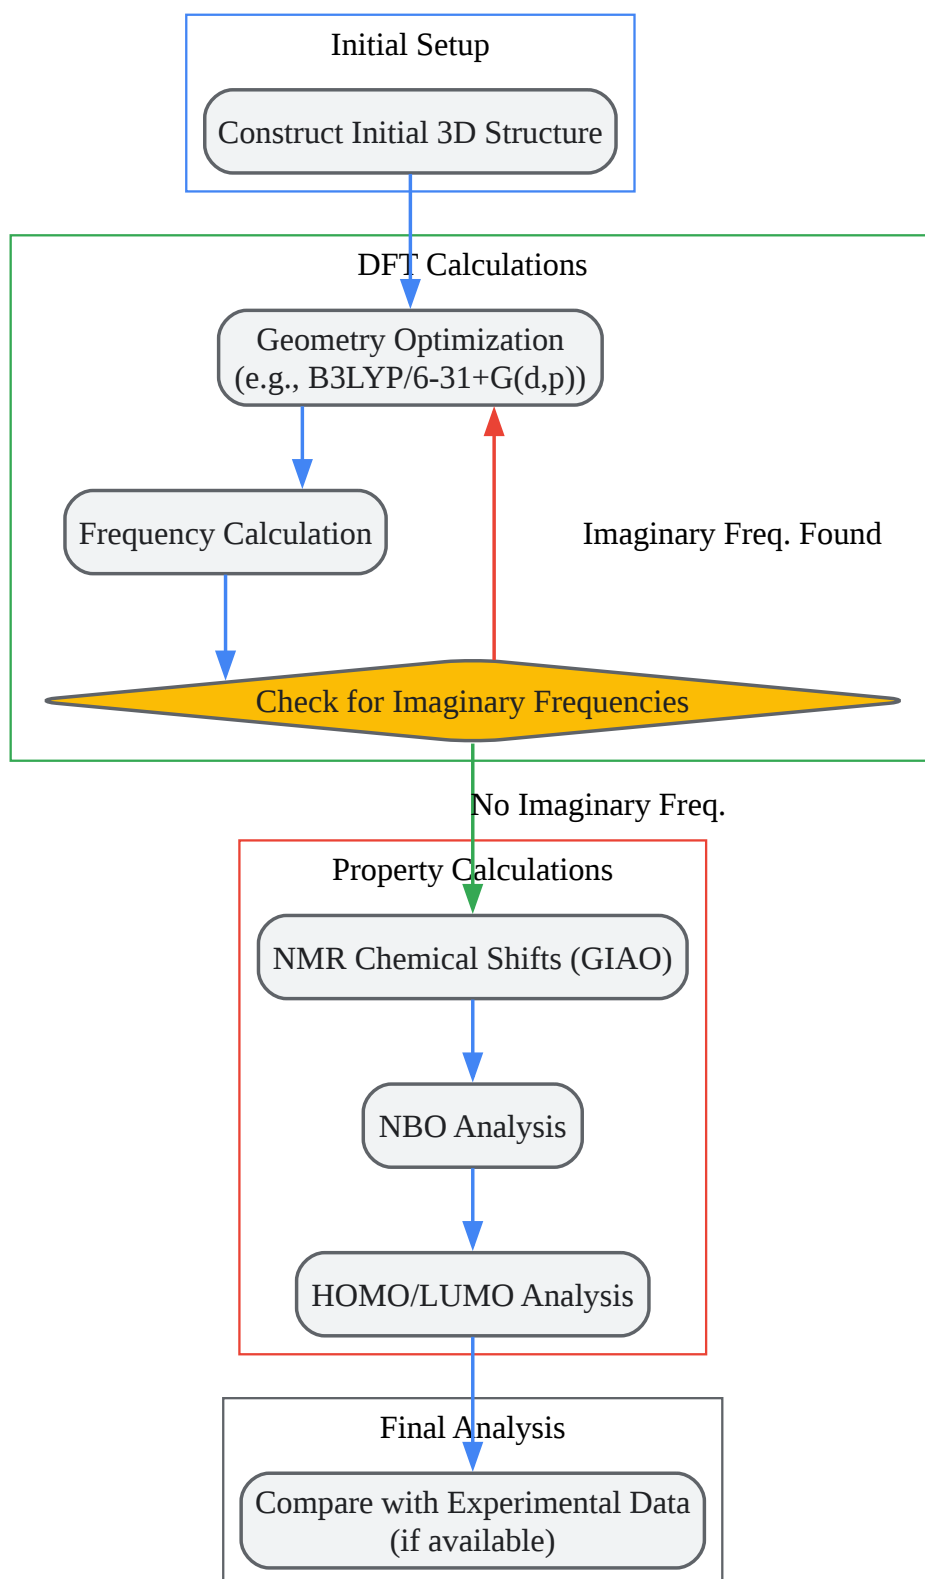 Initial Setup
Construct Initial 3D Structure
DFT Calculations
Geometry Optimization
(e.g., B3LYP/6-31+G(d,p))
Frequency Calculation
Imaginary Freq. Found
Check for Imaginary Frequencies
No Imaginary Freq.
Property Calculations
NMR Chemical Shifts (GIAO)
NBO Analysis
HOMO/LUMO Analysis
Final Analysis
Compare with Experimental Data
(if available)